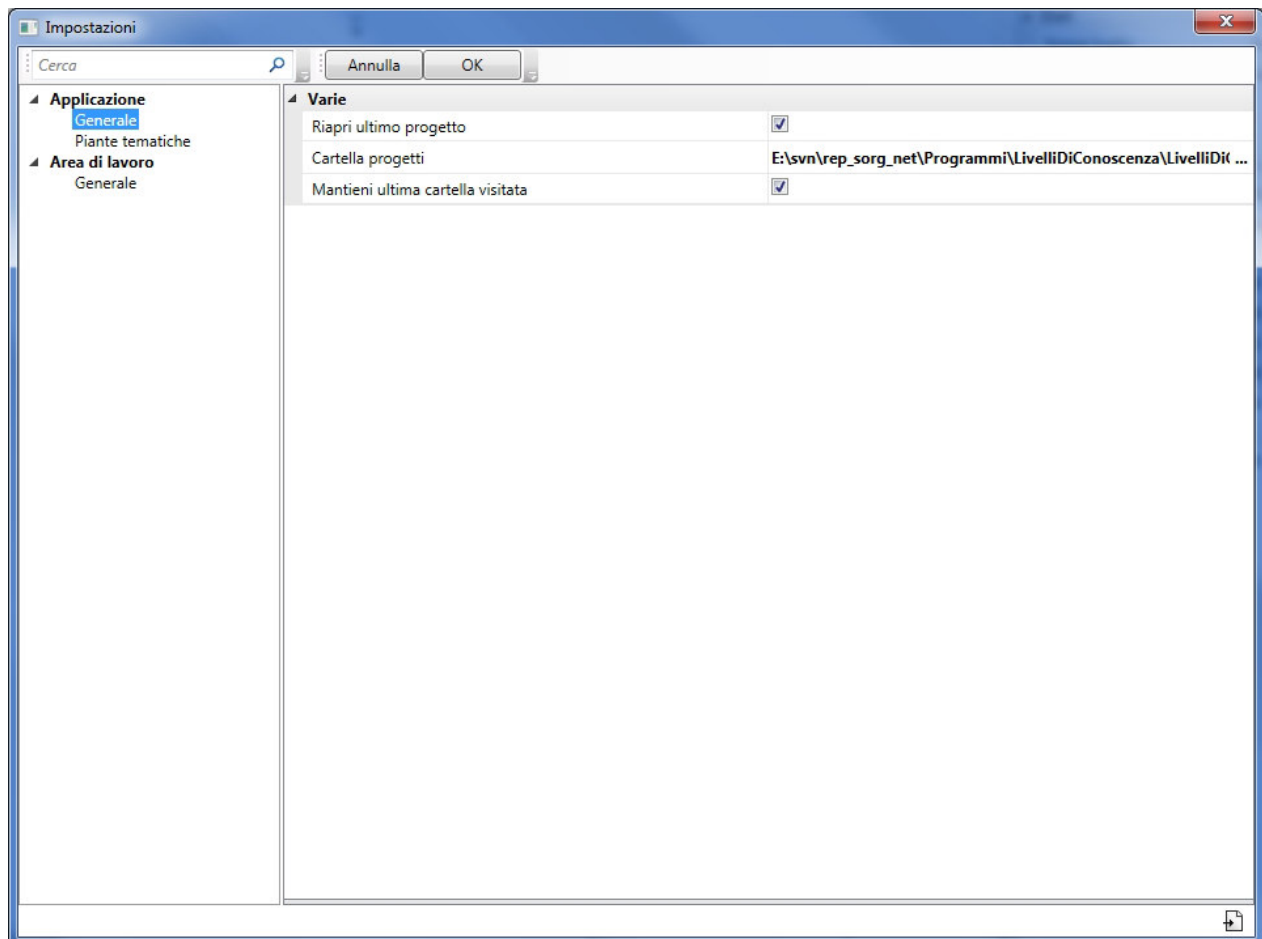 Impostazioni
Cerca
Annulla
OK
Applicazione
Generale
Piante tematiche
Area di lavoro
Generale
Varie
Riapri ultimo progetto
Cartella progetti E:\svn\rep_sorg_net\Programmi\LivelliDiConoscenza\LivelliDi( ...
Mantieni ultima cartella visitata